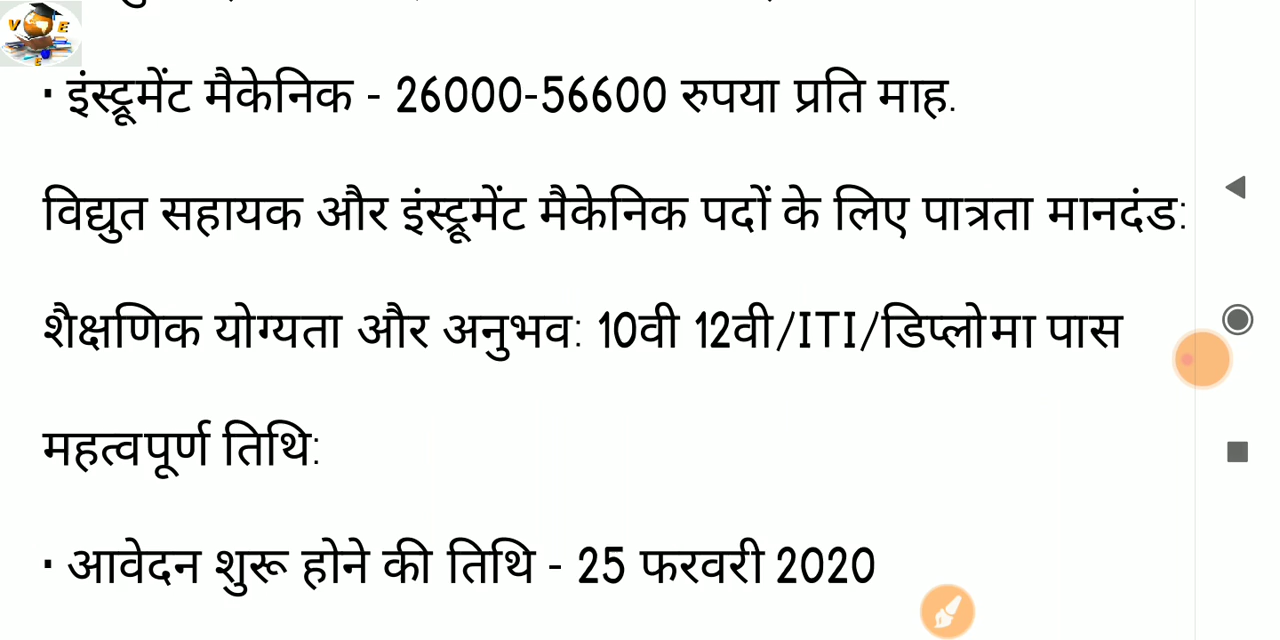 V E
E
· इंस्ट्रूमेंट मैकेनिक - 26000-56600 रुपया प्रति माह.
विद्युत सहायक और इंस्ट्रूमेंट मैकेनिक पदों के लिए पात्रता मानदंड:
शैक्षणिक योग्यता और अनुभव: 10वी 12वी/ITI/डिप्लोमा पास
महत्वपूर्ण तिथि:
· आवेदन शुरू होने की तिथि - 25 फरवरी 2020